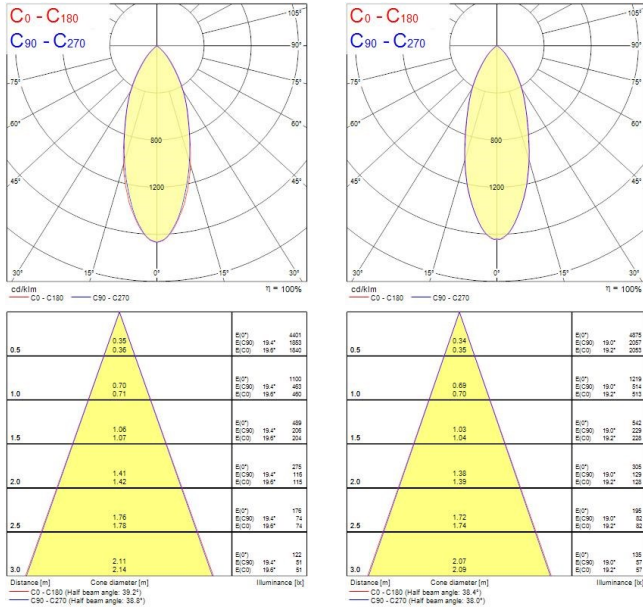 C0 - C180
C90 - C270
105°
90°
75°
75°
60°
60°
45°
45°
800
1200
30°
15°
0°
15°
30°
cd/klm
η = 100%
C0 - C180 C90 - C270
0.35
0.36
0.5
E(0°) 4401
E(C90) 19.4° 1883
E(C0) 19.6° 1840
0.70
0.71
1.0
E(0°) 1100
E(C90) 19.4°
E(C0) 19.6° 460
1.06
1.07
1.5
E(0°) 489
E(C90) 19.4° 206
E(C0) 19.6° 204
1.41
1.42
2.0
E(0°) 275
E(C90) 19.4° 116
E(C0) 19.6° 115
1.76
1.78
2.5
E(0°) 176
E(C90) 19.4° 74
E(C0) 19.6° 74
2.11
2.14
3.0
E(0°) 122
E(C90) 19.4° 51
E(C0) 19.6° 51
Distance [m] Cone diameter [m] Illuminance [lx]
C0 - C180 (Half beam angle: 39.2°)
C90 - C270 (Half beam angle: 38.8°)
C0 - C180
C90 - C270
105°
90°
75°
75°
60°
60°
45°
45°
800
1200
30°
15°
0°
15°
30°
cd/klm
η = 100%
C0 - C180 C90 - C270
0.34
0.35
0.5
E(0°) 4875
E(C90) 19.0° 2057
E(C0) 19.2° 2053
0.69
0.70
1.0
E(0°) 1219
E(C90) 19.0° 514
E(C0) 19.2° 513
1.03
1.04
1.5
E(0°) 542
E(C90) 19.0° 229
E(C0) 19.2° 228
1.38
1.39
2.0
E(0°) 305
E(C90) 19.0° 129
E(C0) 19.2° 128
1.72
1.74
2.5
E(0°) 195
E(C90) 19.0° 82
E(C0) 19.2° 82
2.07
2.09
3.0
E(0°) 135
E(C90) 19.0° 57
E(C0) 19.2° 57
Distance [m] Cone diameter [m] Illuminance [lx]
C0 - C180 (Half beam angle: 38.4°)
C90 - C270 (Half beam angle: 38.0°)